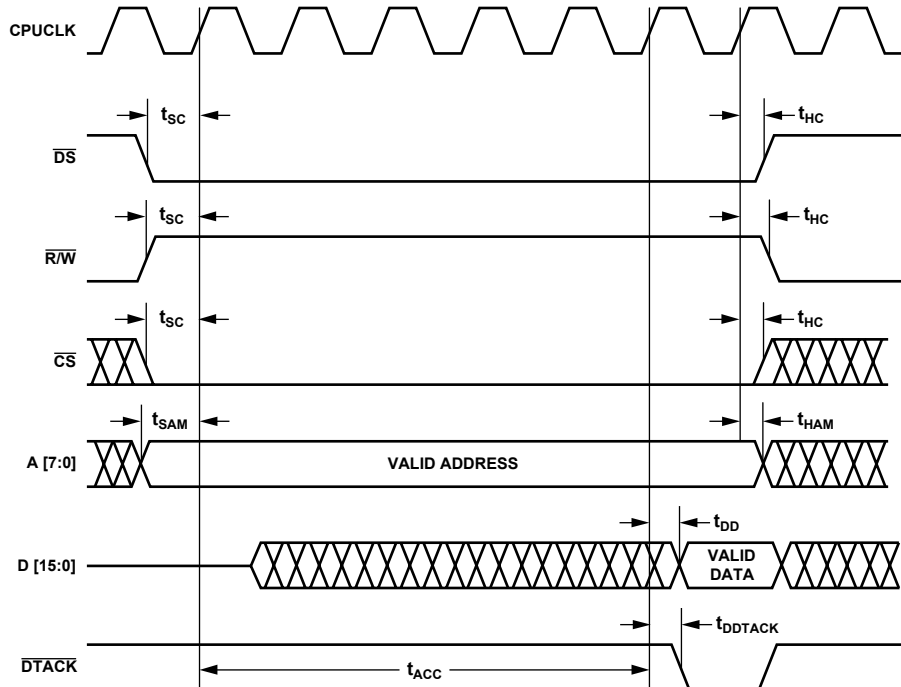 CPUCLK
tSC
tHC
DS
tSC
tHC
R/W
tSC
tHC
CS
tSAM
tHAM
A [7:0]
VALID ADDRESS
tDD
D [15:0]
VALID
DATA
tDDTACK
DTACK
tACC